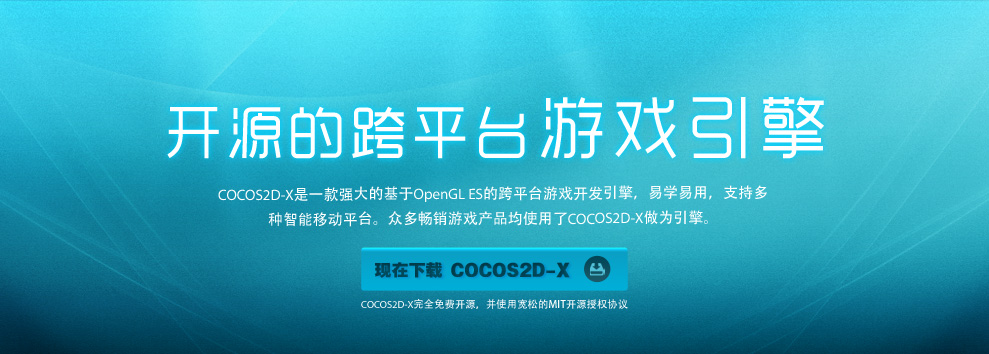 开源的跨平台游戏引擎
COCOS2D-X是一款强大的基于OpenGL ES的跨平台游戏开发引擎，易学易用，支持多
种智能移动平台。众多畅销游戏产品均使用了COCOS2D-X做为引擎。
现在下载 COCOS2D-X
COCOS2D-X完全免费开源，并使用宽松的MIT开源授权协议